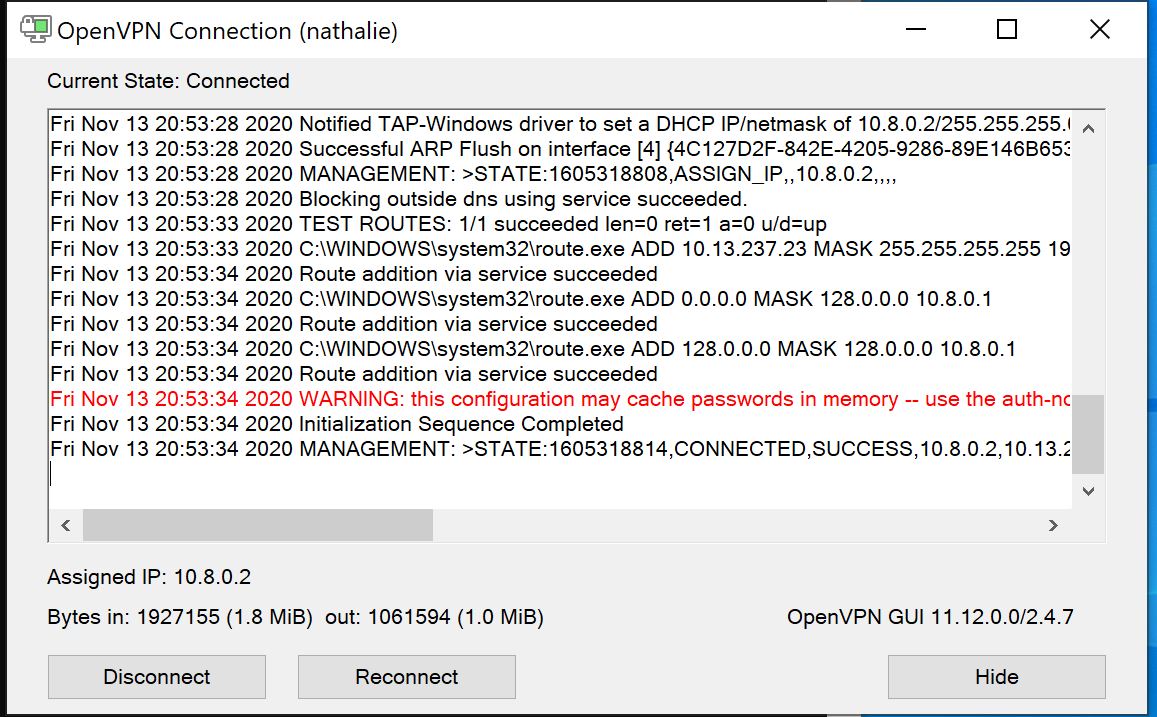 OpenVPN Connection (nathalie)
Current State: Connected
Fri Nov 13 20:53:28 2020 Notified TAP-Windows driver to set a DHCP IP/netmask of 10.8.0.2/255.255.255.
Fri Nov 13 20:53:28 2020 Successful ARP Flush on interface [4] {4C127D2F-842E-4205-9286-89E146B653
Fri Nov 13 20:53:28 2020 MANAGEMENT: >STATE:1605318808,ASSIGN_IP,,10.8.0.2,,,,
Fri Nov 13 20:53:28 2020 Blocking outside dns using service succeeded.
Fri Nov 13 20:53:33 2020 TEST ROUTES: 1/1 succeeded len=0 ret=1 a=0 u/d=up
Fri Nov 13 20:53:33 2020 C:\WINDOWS\system32\route.exe ADD 10.13.237.23 MASK 255.255.255.255 19
Fri Nov 13 20:53:34 2020 Route addition via service succeeded
Fri Nov 13 20:53:34 2020 C:\WINDOWS\system32\route.exe ADD 0.0.0.0 MASK 128.0.0.0 10.8.0.1
Fri Nov 13 20:53:34 2020 Route addition via service succeeded
Fri Nov 13 20:53:34 2020 C:\WINDOWS\system32\route.exe ADD 128.0.0.0 MASK 128.0.0.0 10.8.0.1
Fri Nov 13 20:53:34 2020 Route addition via service succeeded
Fri Nov 13 20:53:34 2020 WARNING: this configuration may cache passwords in memory -- use the auth-no
Fri Nov 13 20:53:34 2020 Initialization Sequence Completed
Fri Nov 13 20:53:34 2020 MANAGEMENT: >STATE:1605318814,CONNECTED,SUCCESS,10.8.0.2,10.13.2
Assigned IP: 10.8.0.2
Bytes in: 1927155 (1.8 MiB) out: 1061594 (1.0 MiB)
OpenVPN GUI 11.12.0.0/2.4.7
Disconnect
Reconnect
Hide